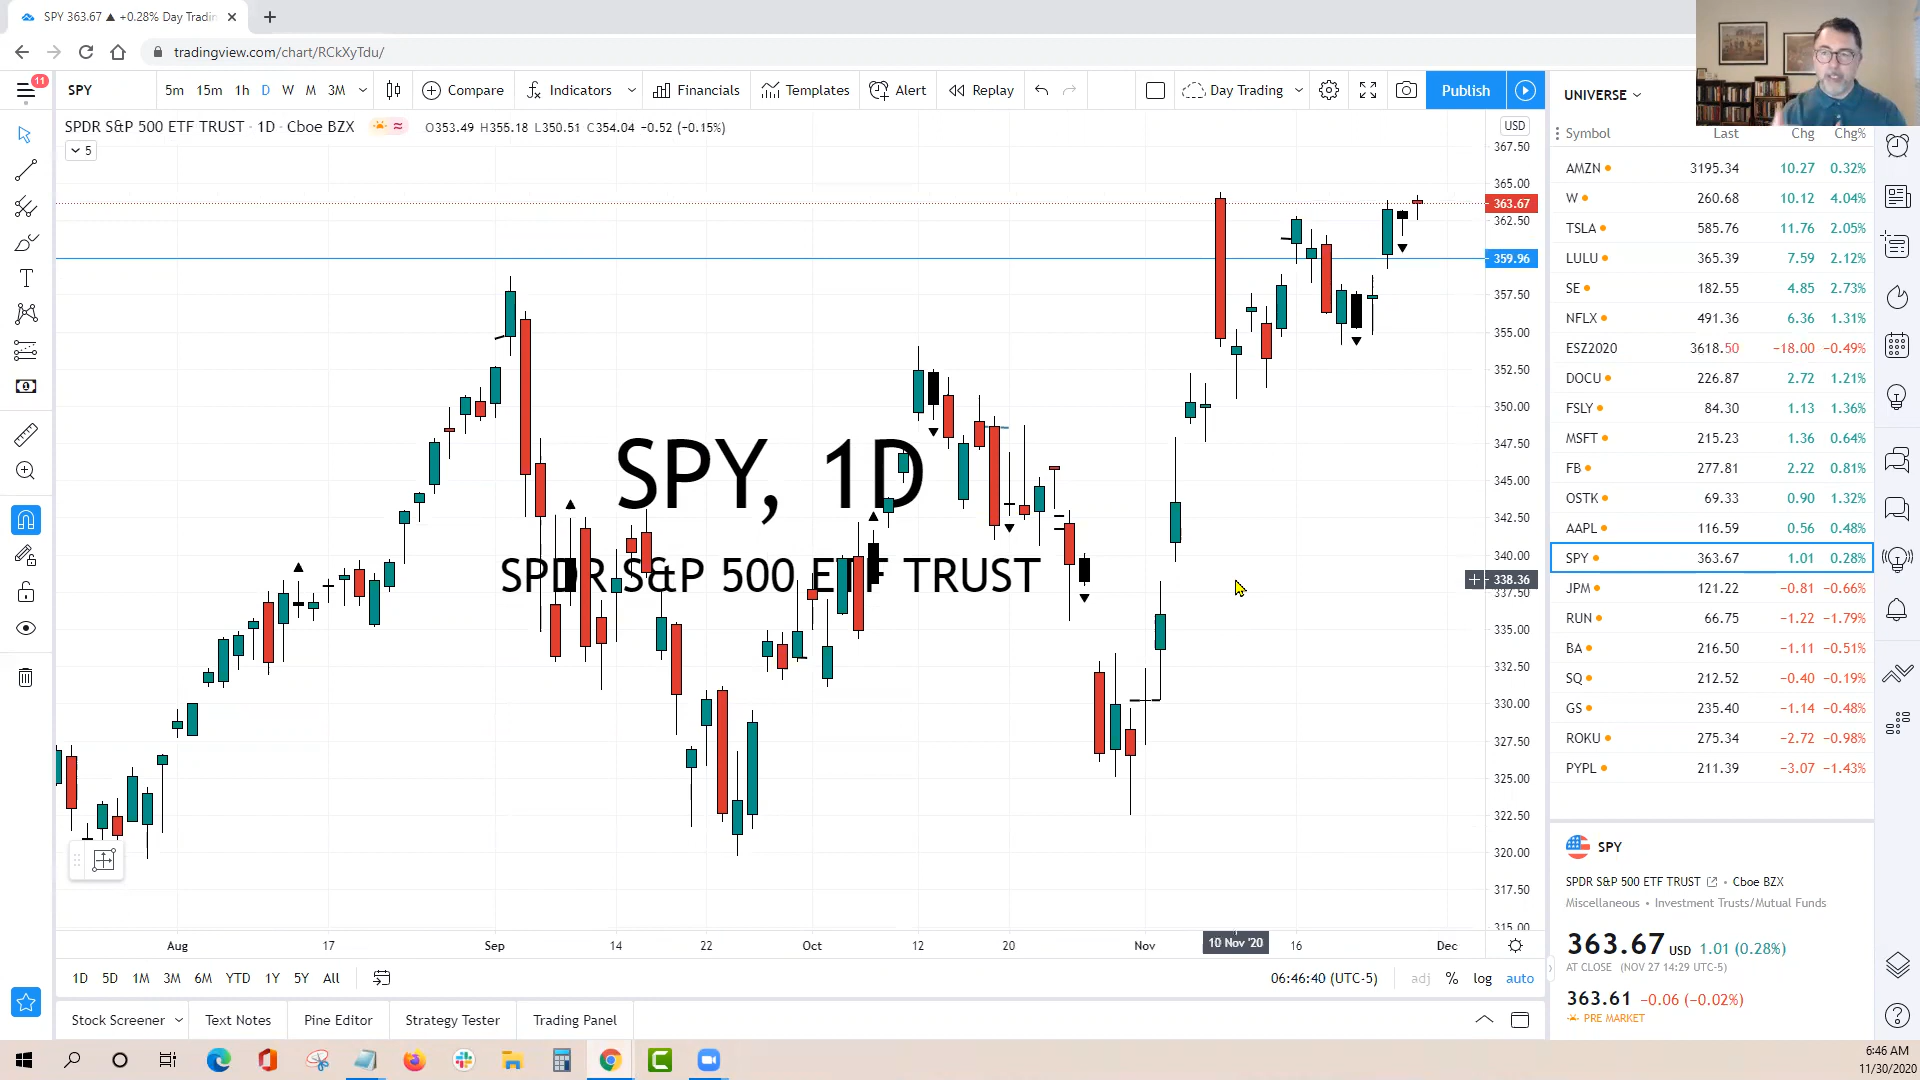 SPY 363.67 ▲ +0.28% Day Tradin
tradingview.com/chart/RCkXyTdu/
11
SPY 5m 15m 1h D W M 3M Compare Indicators Financials Templates Alert Replay Day Trading Publish
SPDR S&P 500 ETF TRUST · 1D · Cboe BZX O353.49 H355.18 L350.51 C354.04 −0.52 (−0.15%)
5
USD
367.50
365.00
363.67
362.50
359.96
357.50
355.00
352.50
350.00
347.50
345.00
342.50
340.00
338.36
337.50
335.00
332.50
330.00
327.50
325.00
322.50
320.00
317.50
315.00
SPY, 1D
SPDR S&P 500 ETF TRUST
Aug 17 Sep 14 22 Oct 12 20 Nov 10 Nov '20 16 Dec
1D 5D 1M 3M 6M YTD 1Y 5Y All 06:46:40 (UTC-5) adj % log auto
Stock Screener Text Notes Pine Editor Strategy Tester Trading Panel
UNIVERSE
Symbol Last Chg Chg%
AMZN 3195.34 10.27 0.32%
W 260.68 10.12 4.04%
TSLA 585.76 11.76 2.05%
LULU 365.39 7.59 2.12%
SE 182.55 4.85 2.73%
NFLX 491.36 6.36 1.31%
ESZ2020 3618.50 −18.00 −0.49%
DOCU 226.87 2.72 1.21%
FSLY 84.30 1.13 1.36%
MSFT 215.23 1.36 0.64%
FB 277.81 2.22 0.81%
OSTK 69.33 0.90 1.32%
AAPL 116.59 0.56 0.48%
SPY 363.67 1.01 0.28%
JPM 121.22 −0.81 −0.66%
RUN 66.75 −1.22 −1.79%
BA 216.50 −1.11 −0.51%
SQ 212.52 −0.40 −0.19%
GS 235.40 −1.14 −0.48%
ROKU 275.34 −2.72 −0.98%
PYPL 211.39 −3.07 −1.43%
SPY
SPDR S&P 500 ETF TRUST • Cboe BZX
Miscellaneous • Investment Trusts/Mutual Funds
363.67 USD 1.01 (0.28%)
AT CLOSE (NOV 27 14:29 UTC-5)
363.61 −0.06 (−0.02%)
PRE MARKET
6:46 AM
11/30/2020